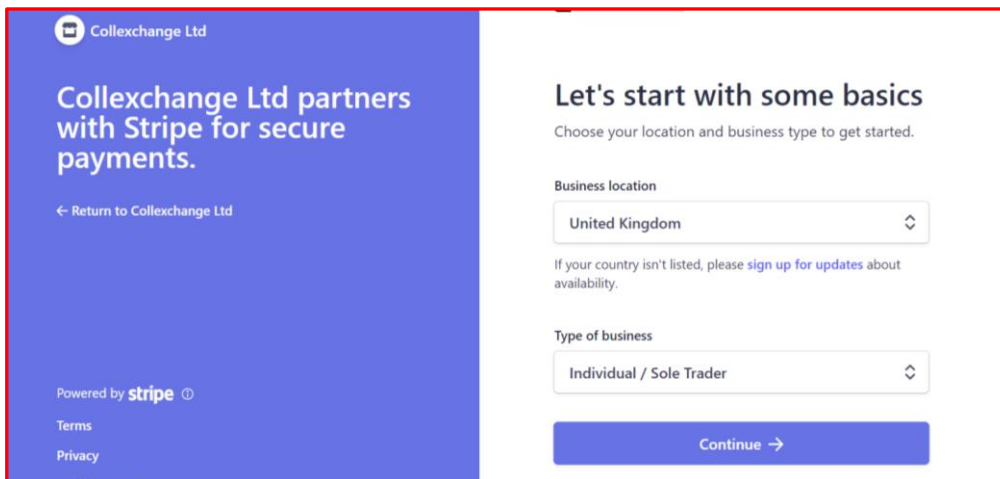 Collexchange Ltd
Collexchange Ltd partners
with Stripe for secure
payments.
← Return to Collexchange Ltd
Powered by stripe
Terms
Privacy
Let's start with some basics
Choose your location and business type to get started.
Business location
United Kingdom
If your country isn't listed, please sign up for updates about
availability.
Type of business
Individual / Sole Trader
Continue →